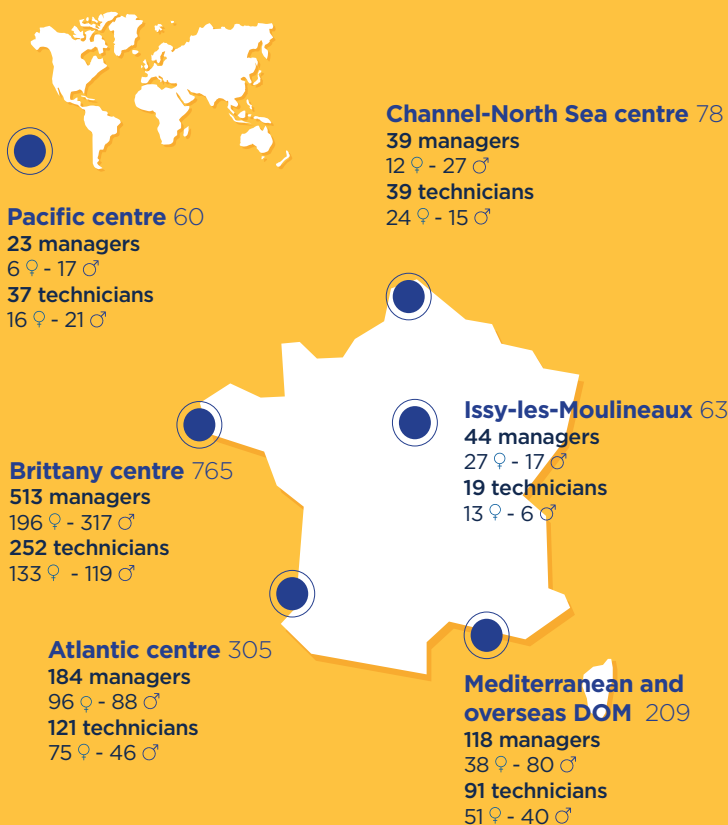 Channel-North Sea centre 78
39 managers
12 ♀ - 27 ♂
39 technicians
24 ♀ - 15 ♂
Pacific centre 60
23 managers
6 ♀ - 17 ♂
37 technicians
16 ♀ - 21 ♂
Issy-les-Moulineaux 63
44 managers
27 ♀ - 17 ♂
19 technicians
13 ♀ - 6 ♂
Brittany centre 765
513 managers
196 ♀ - 317 ♂
252 technicians
133 ♀ - 119 ♂
Atlantic centre 305
184 managers
96 ♀ - 88 ♂
121 technicians
75 ♀ - 46 ♂
Mediterranean and
overseas DOM 209
118 managers
38 ♀ - 80 ♂
91 technicians
51 ♀ - 40 ♂